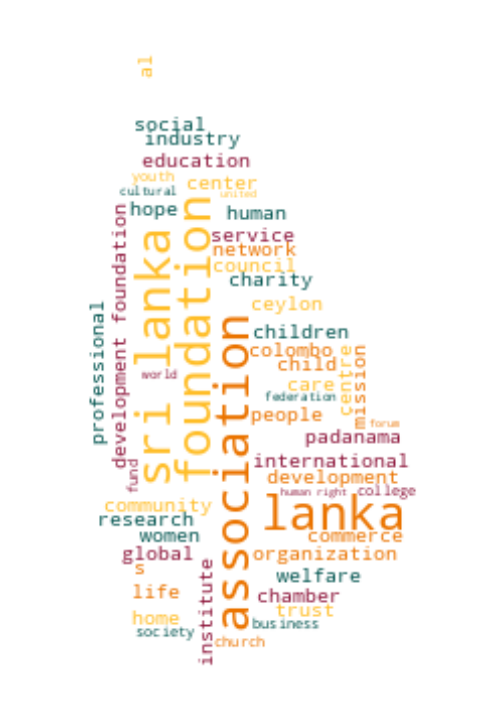 al
social
industry
education
youth
center
cultural
united
hope
human
development foundation
sri lanka
foundation
service
network
council
charity
ceylon
professional
association
children
colombo
child
centre
mission
world
care
federation
people
forum
padanama
fund
international
development
human right
college
community
lanka
research
women
commerce
global
organization
s
welfare
life
institute
chamber
trust
home
business
society
church